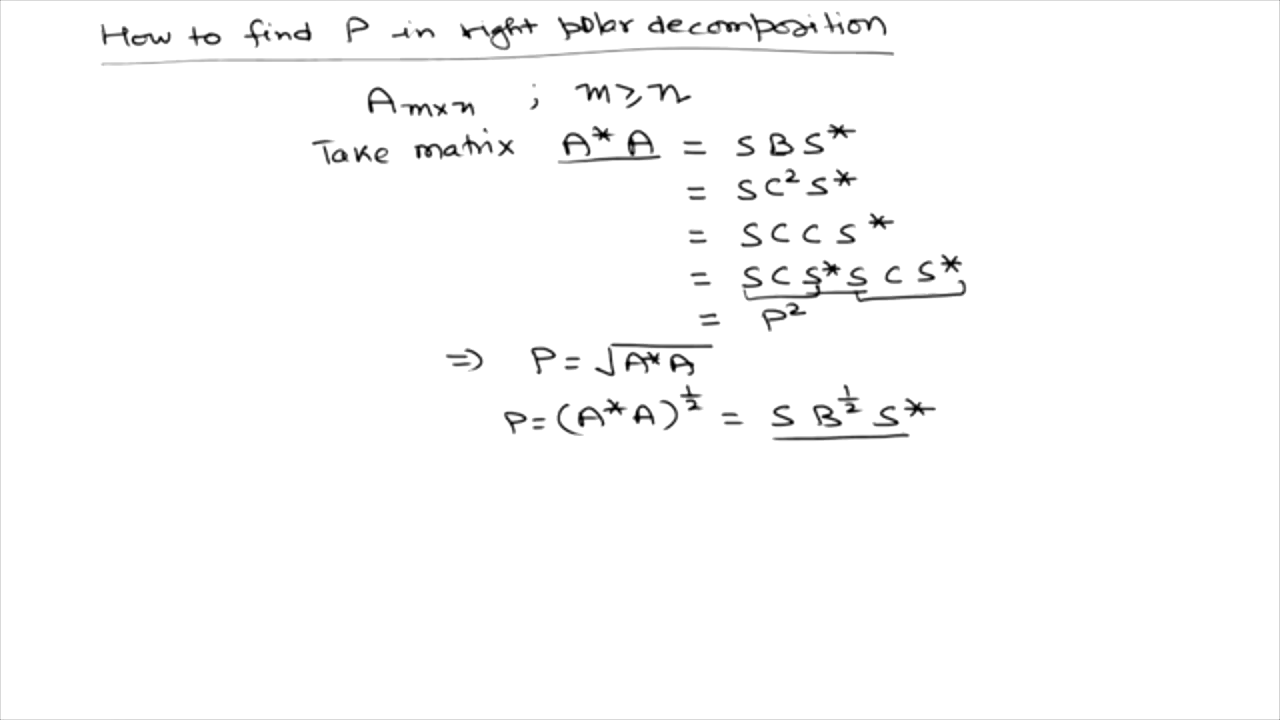 How to find P in right polar decomposition
A m×n ; m ≥ n
Take matrix A* A = S B S*
= S C² S*
= S C C S*
= S C S* S C S*
= P²
⇒ P = √A*A
P = (A* A)^½ = S B^½ S*